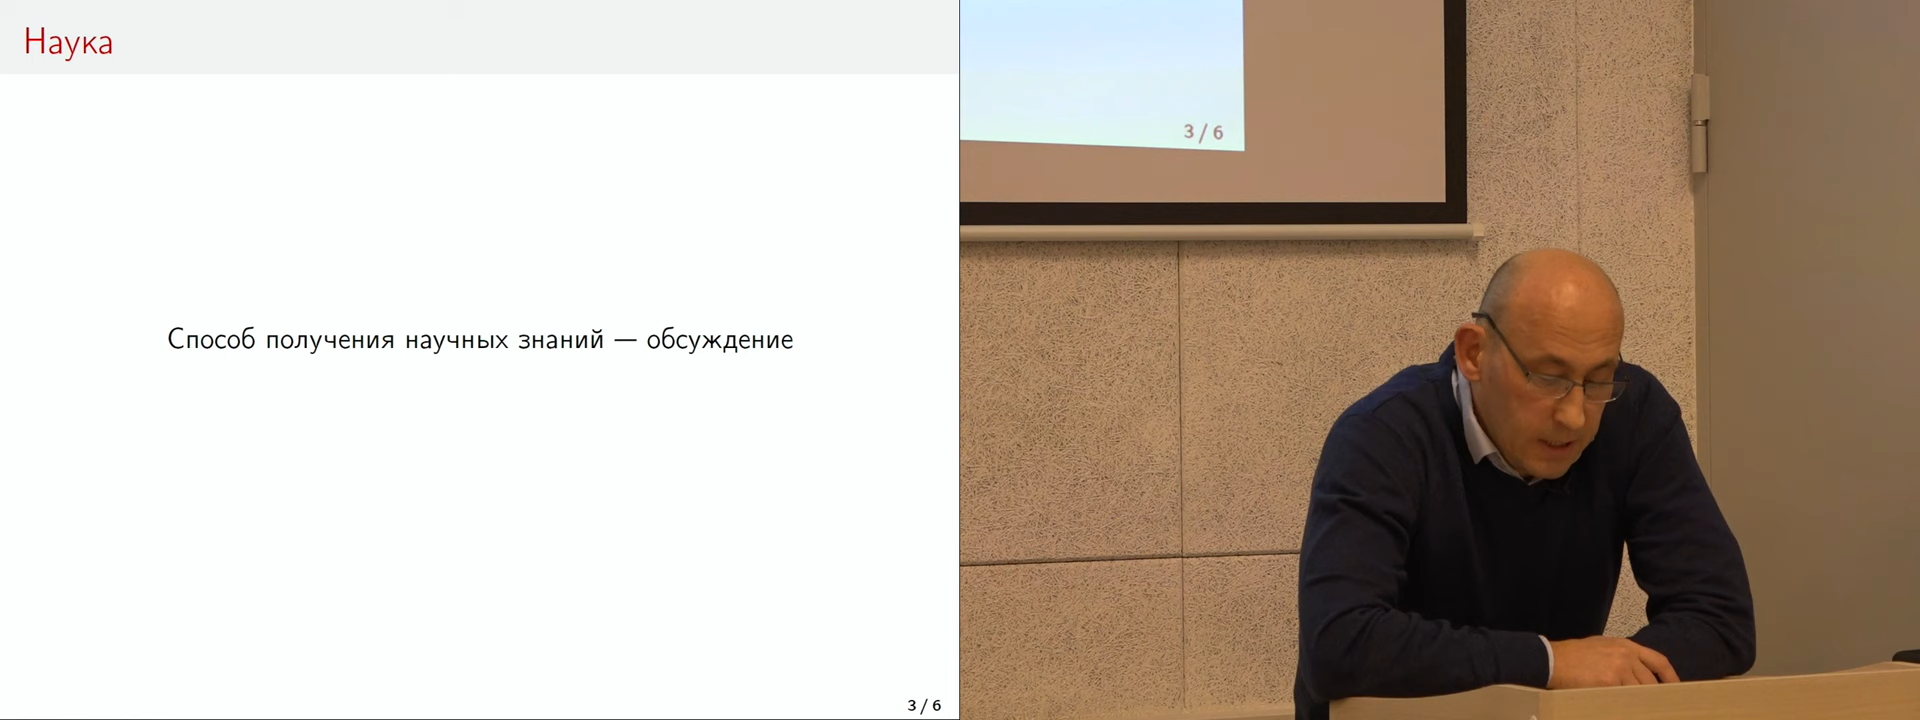 Наука
Способ получения научных знаний — обсуждение
3 / 6
3 / 6